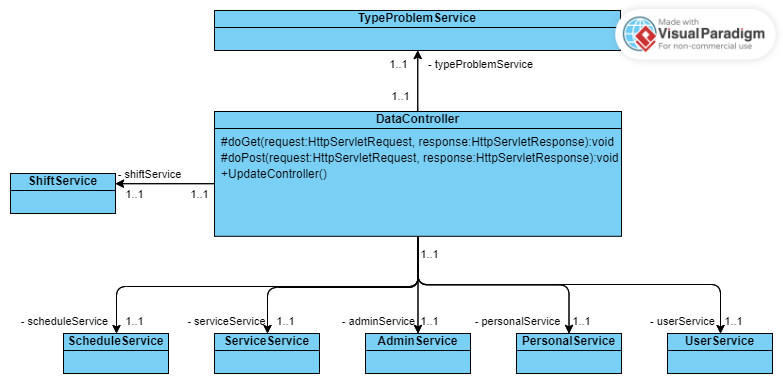 TypeProblemService
Made with
VisualParadigm
For non-commercial use
1..1
- typeProblemService
1..1
DataController
#doGet(request:HttpServletRequest, response:HttpServletResponse):void
#doPost(request:HttpServletRequest, response:HttpServletResponse):void
+UpdateController()
- shiftService
ShiftService
1..1
1..1
1..1
- scheduleService
1..1
- serviceService
1..1
- adminService
1..1
- personalService
1..1
- userService
1..1
ScheduleService
ServiceService
AdminService
PersonalService
UserService